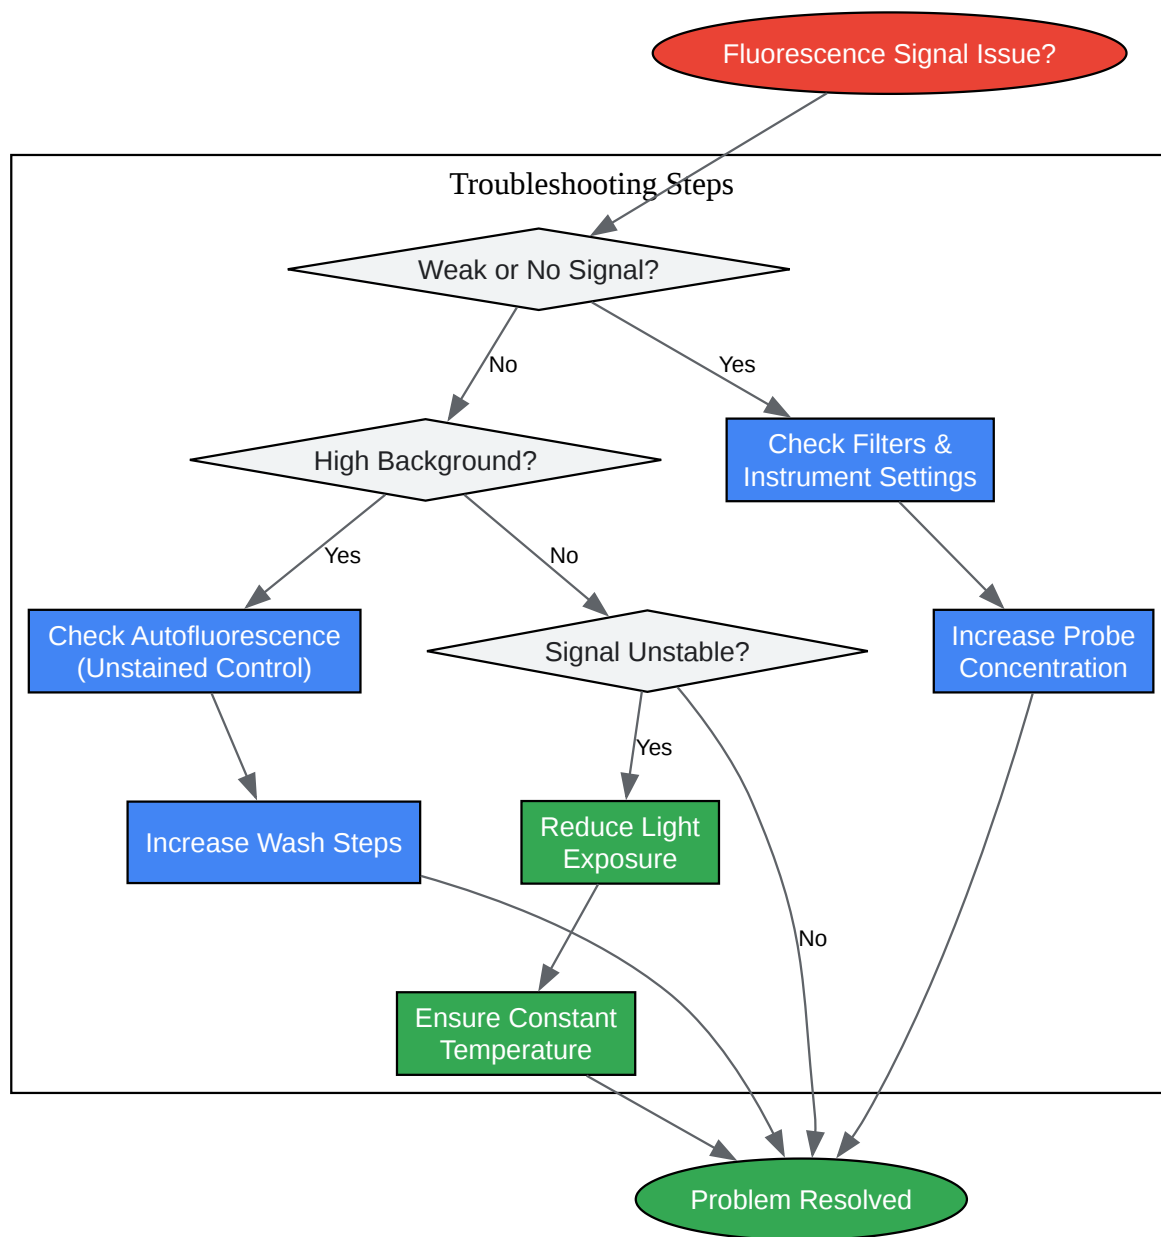 Fluorescence Signal Issue?
Troubleshooting Steps
Weak or No Signal?
No
Yes
High Background?
Check Filters &
Instrument Settings
Yes
No
Check Autofluorescence
(Unstained Control)
Signal Unstable?
Increase Probe
Concentration
Yes
Increase Wash Steps
Reduce Light
Exposure
No
Ensure Constant
Temperature
Problem Resolved